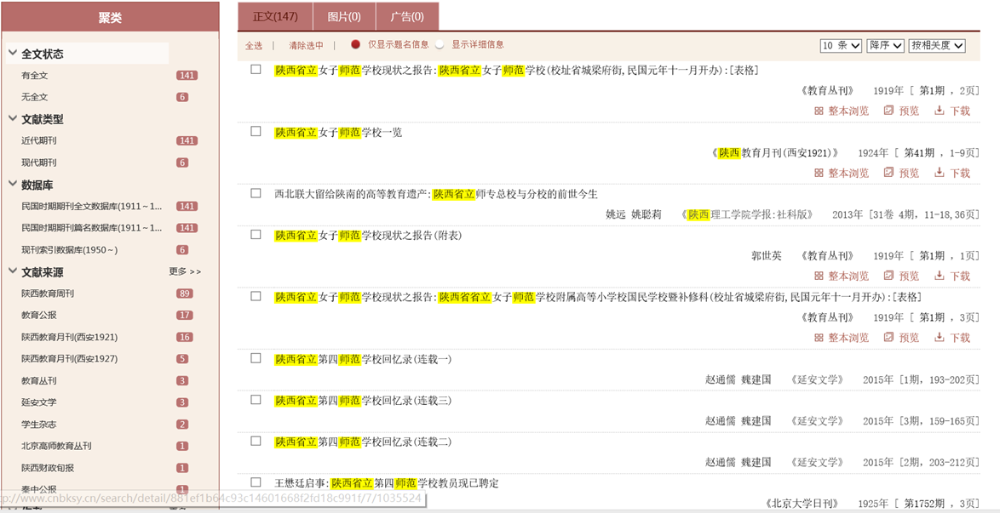 聚类
全文状态
有全文 141
无全文 6
文献类型
近代期刊 141
现代期刊 6
数据库
民国时期期刊全文数据库(1911～1... 141
民国时期期刊篇名数据库(1911～1... 141
现刊索引数据库(1950～) 6
文献来源 更多 >>
陕西教育周刊 89
教育公报 17
陕西教育月刊(西安1921) 16
陕西教育月刊(西安1927) 5
教育丛刊 3
延安文学 3
学生杂志 2
北京高师教育丛刊 1
陕西财政旬报 1
秦中公报 1
p://www.cnbksy.cn/search/detail/881ef1b64c93c14601668f2fd18c991f/7/1035524
正文(147) 图片(0) 广告(0)
全选 | 清除选中 | 仅显示题名信息 显示详细信息 10 条 降序 按相关度
陕西省立女子师范学校现状之报告:陕西省立女子师范学校(校址省城梁府街,民国元年十一月开办):[表格]
《教育丛刊》 1919年 [ 第1期 , 2页]
整本浏览 预览 下载
陕西省立女子师范学校一览
《陕西教育月刊(西安1921)》 1924年 [ 第41期 , 1-9页]
整本浏览 预览 下载
西北联大留给陕南的高等教育遗产:陕西省立师专总校与分校的前世今生
姚远 姚聪莉 《陕西理工学院学报:社科版》 2013年 [31卷 4期, 11-18,36页]
陕西省立女子师范学校现状之报告(附表)
郭世英 《教育丛刊》 1919年 [ 第1期 , 1页]
整本浏览 预览 下载
陕西省立女子师范学校现状之报告:陕西省省立女子师范学校附属高等小学校国民学校暨补修科(校址省城梁府街,民国元年十一月开办):[表格]
《教育丛刊》 1919年 [ 第1期 , 3页]
整本浏览 预览 下载
陕西省立第四师范学校回忆录(连载一)
赵通儒 魏建国 《延安文学》 2015年 [1期, 193-202页]
陕西省立第四师范学校回忆录(连载三)
赵通儒 魏建国 《延安文学》 2015年 [3期, 159-165页]
陕西省立第四师范学校回忆录(连载二)
赵通儒 魏建国 《延安文学》 2015年 [2期, 203-212页]
王懋廷启事:陕西省立第四师范学校教员现已聘定
《北京大学日刊》 1925年 [ 第1752期 , 3页]